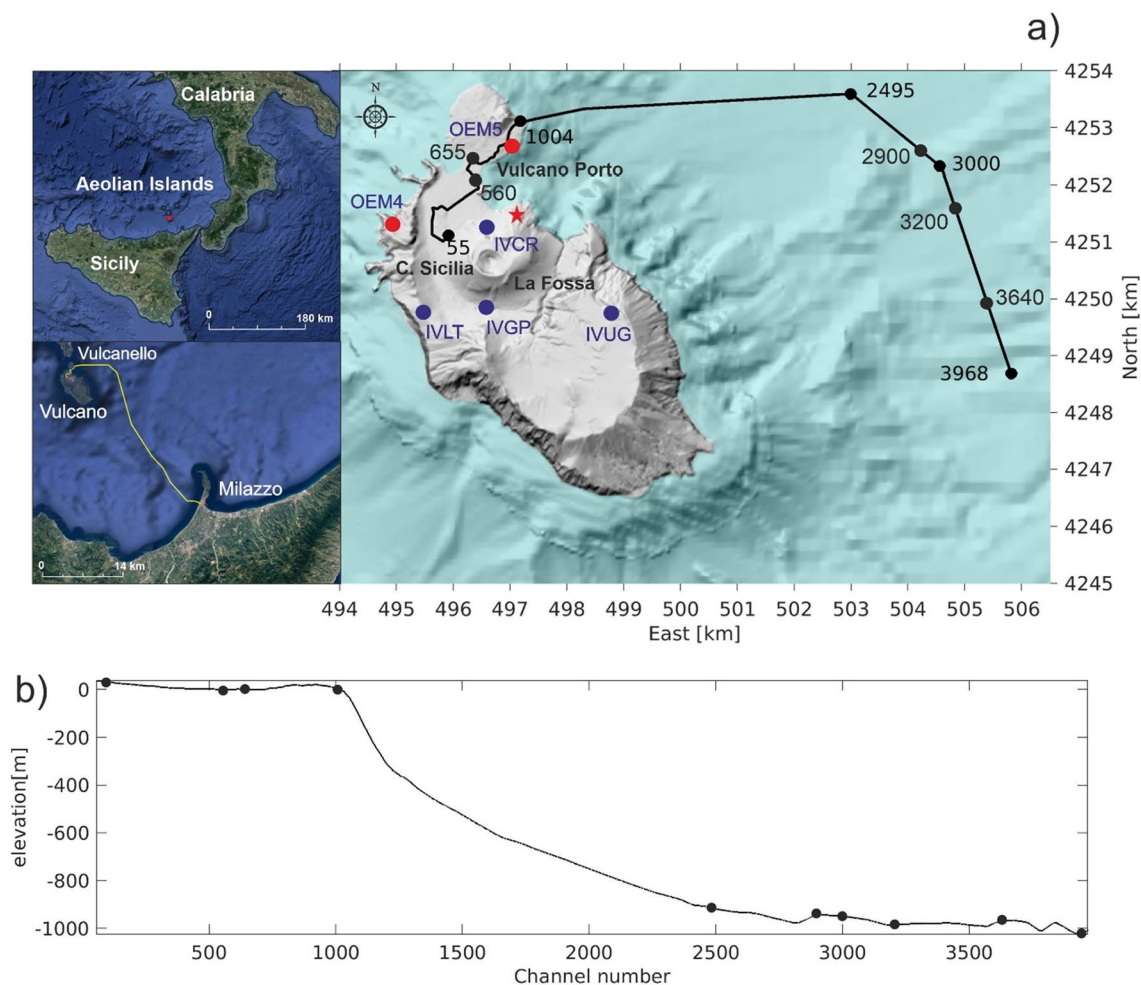 a)
Calabria
Aeolian Islands
Sicily
0 180 km
Vulcanello
Vulcano
Milazzo
0 14 km
N
OEM5
1004
655
Vulcano Porto
560
OEM4
55
IVCR
C. Sicilia
La Fossa
IVLT
IVGP
IVUG
2495
2900
3000
3200
3640
3968
4254
4253
4252
4251
4250
4249
4248
4247
4246
4245
North [km]
494 495 496 497 498 499 500 501 502 503 504 505 506
East [km]
b)
0
-200
-400
-600
-800
-1000
elevation[m]
500 1000 1500 2000 2500 3000 3500
Channel number